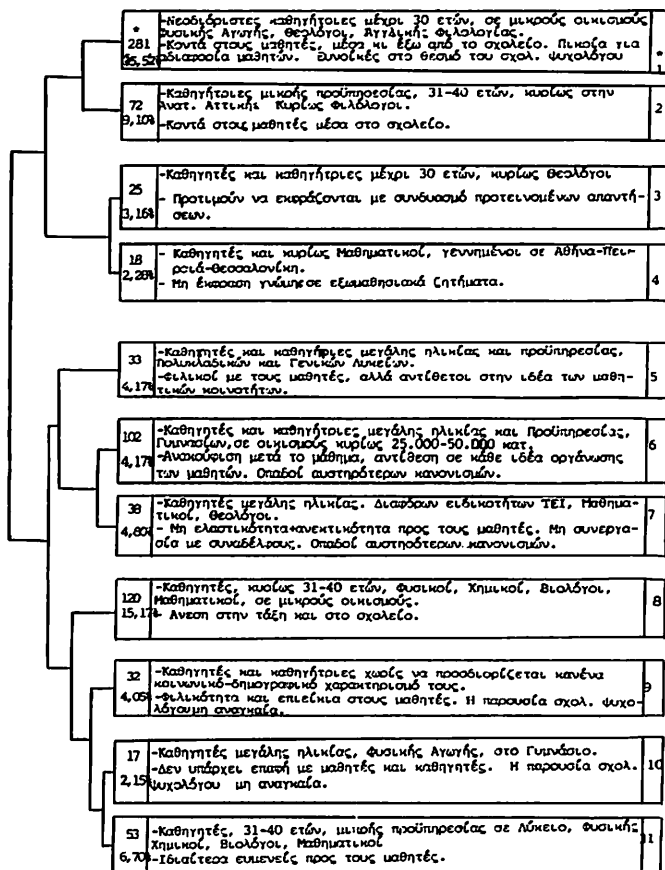 *
281
35,52%
-Νεοδιόριστες καθηγήτριες μέχρι 30 ετών, σε μικρούς οικισμούς
Φυσικής Αγωγής, Θεολόγοι, Αγγλικής Φιλολογίας.
-Κοντά στους μαθητές, μέσα κι έξω από το σχολείο. Πικρία για
αδιαφορία μαθητών. Ευνοϊκές στο θεσμό του σχολ. ψυχολόγου
*
1
72
9,10%
-Καθηγήτριες μικρής προϋπηρεσίας, 31-40 ετών, κυρίως στην
Ανατ. Αττική. Κυρίως Φιλόλογοι.
-Κοντά στους μαθητές μέσα στο σχολείο.
2
25
3,16%
-Καθηγητές και καθηγήτριες μέχρι 30 ετών, κυρίως θεολόγοι
- Προτιμούν να εκφράζονται με συνδυασμό προτεινομένων απαντή-
σεων.
3
18
2,28%
- Καθηγητές και κυρίως Μαθηματικοί, γεννημένοι σε Αθήνα-Πει-
ραιά-Θεσσαλονίκη.
- Μη έκφραση γνώμηςσε εξωμαθησιακά ζητήματα.
4
33
4,17%
-Καθηγητές και καθηγήτριες μεγάλης ηλικίας και προϋπηρεσίας,
Πολυκλαδικών και Γενικών Λυκείων.
-Φιλικοί με τους μαθητές, αλλά αντίθετοι στην ιδέα των μαθη-
τικών κοινοτήτων.
5
102
4,17%
-Καθηγητές και καθηγήτριες μεγάλης ηλικίας και Προϋπηρεσίας,
Γυμνασίων,σε οικισμούς κυρίως 25.000-50.000 κατ.
-Ανακούφιση μετά το μάθημα, αντίθεση σε κάθε ιδέα οργάνωσης
των μαθητών. Οπαδοί αυστηρότερων κανονισμών.
6
38
4,80%
-Καθηγητές μεγάλης ηλικίας. Διαφόρων ειδικοτήτων ΤΕΙ, Μαθημα-
τικοί, Θεολόγοι.
- Μη ελαστικότητα+ανεκτικότητα προς τους μαθητές. Μη συνεργα-
σία με συναδέλφους. Οπαδοί αυστηρότερων κανονισμών.
7
120
15,17%
-Καθηγητές, κυρίως 31-40 ετών, Φυσικοί, Χημικοί, Βιολόγοι,
Μαθηματικοί, σε μικρούς οικισμούς.
- Ανεση στην τάξη και στο σχολείο.
8
32
4,05%
-Καθηγητές και καθηγήτριες χωρίς να προσδιορίζεται κανένα
κοινωνικό-δημογραφικό χαρακτηρισμό τους.
-Φιλικότητα και επιείκια στους μαθητές. Η παρουσία σχολ. ψυχο-
λόγουμη αναγκαία.
9
17
2,15%
-Καθηγητές μεγάλης ηλικίας, Φυσικής Αγωγής, στο Γυμνάσιο.
-Δεν υπάρχει επαφή με μαθητές και καθηγητές. Η παρουσία σχολ.
ψυχολόγου μη αναγκαία.
10
53
6,70%
-Καθηγητές, 31-40 ετών, μικρής προϋπηρεσίας σε Λύκειο, Φυσικής
Χημικοί, Βιολόγοι, Μαθηματικοί
-Ιδιαίτερα ευμενείς προς τους μαθητές.
11